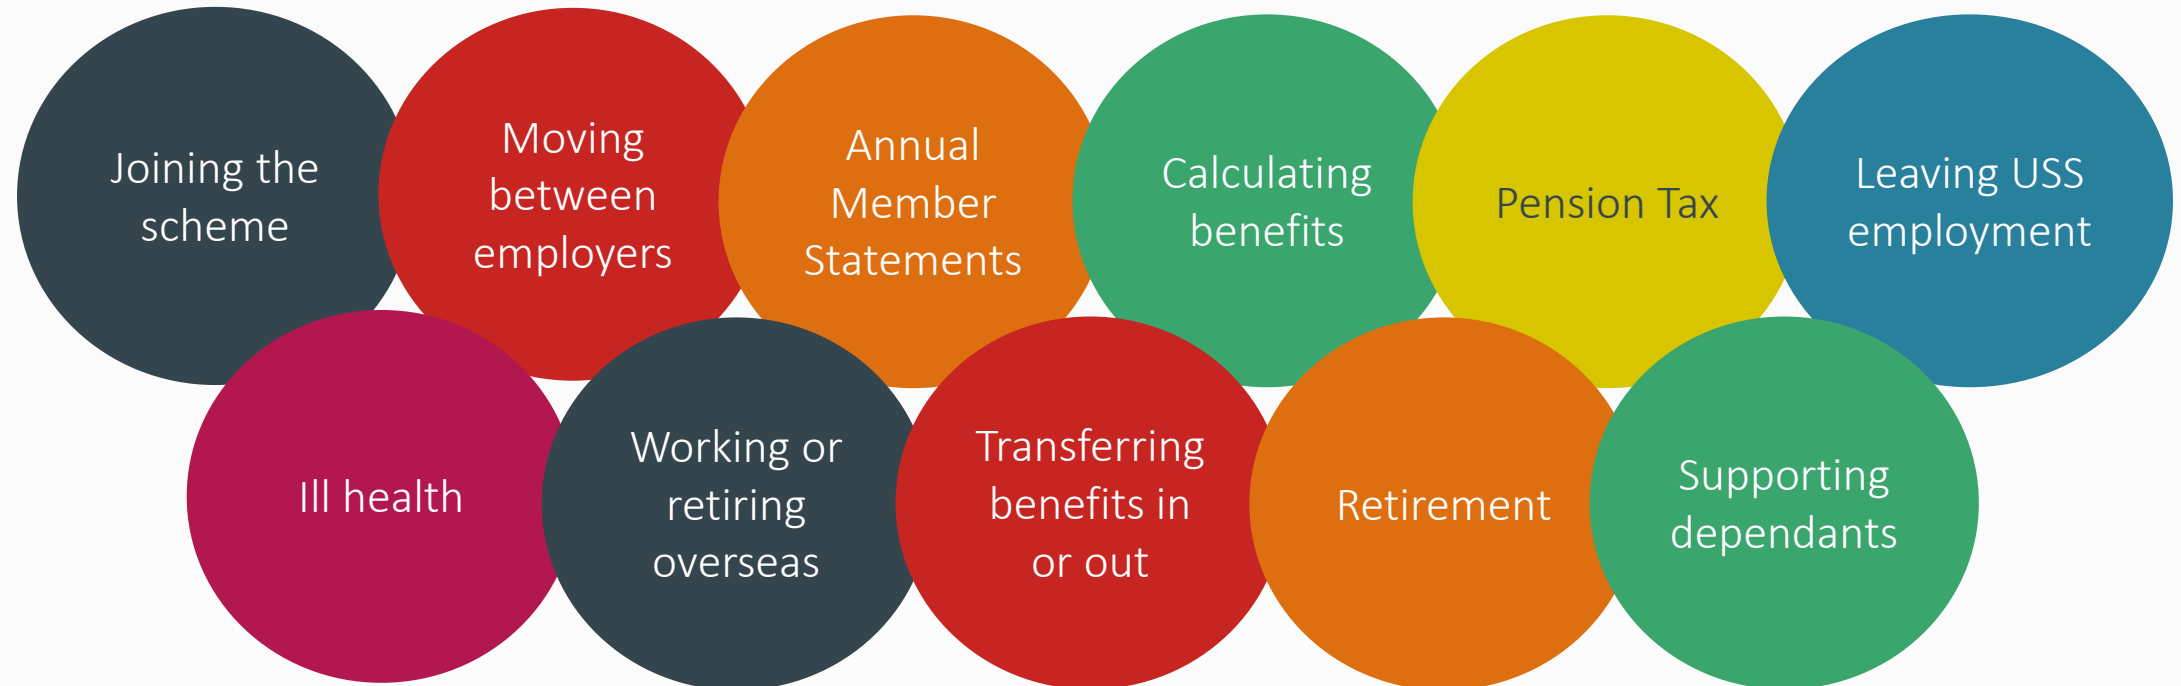 Joining the
scheme
Moving
between
employers
Annual
Member
Statements
Calculating
benefits
Pension Tax
Leaving USS
employment
Ill health
Working or
retiring
overseas
Transferring
benefits in
or out
Retirement
Supporting
dependants